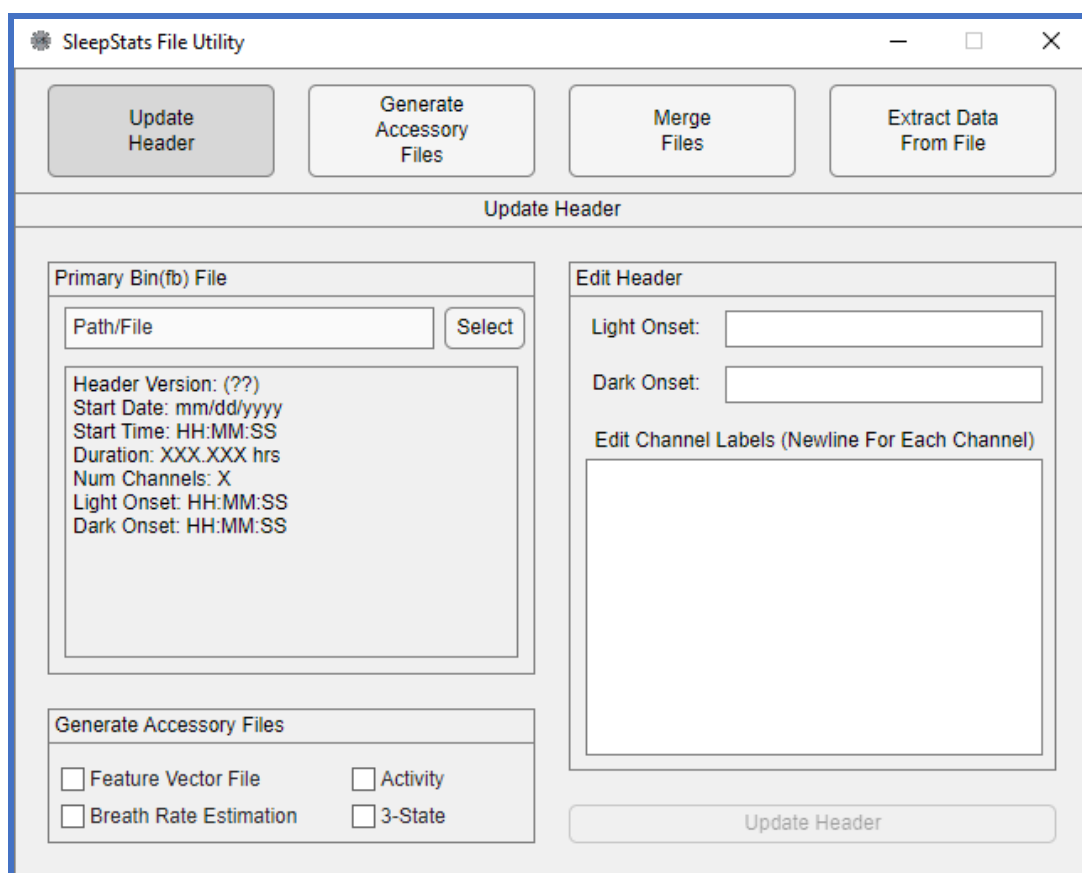 SleepStats File Utility
Update
Header
Generate
Accessory
Files
Merge
Files
Extract Data
From File
Update Header
Primary Bin(fb) File
Path/File
Select
Header Version: (??)
Start Date: mm/dd/yyyy
Start Time: HH:MM:SS
Duration: XXX.XXX hrs
Num Channels: X
Light Onset: HH:MM:SS
Dark Onset: HH:MM:SS
Generate Accessory Files
Feature Vector File
Activity
Breath Rate Estimation
3-State
Edit Header
Light Onset:
Dark Onset:
Edit Channel Labels (Newline For Each Channel)
Update Header